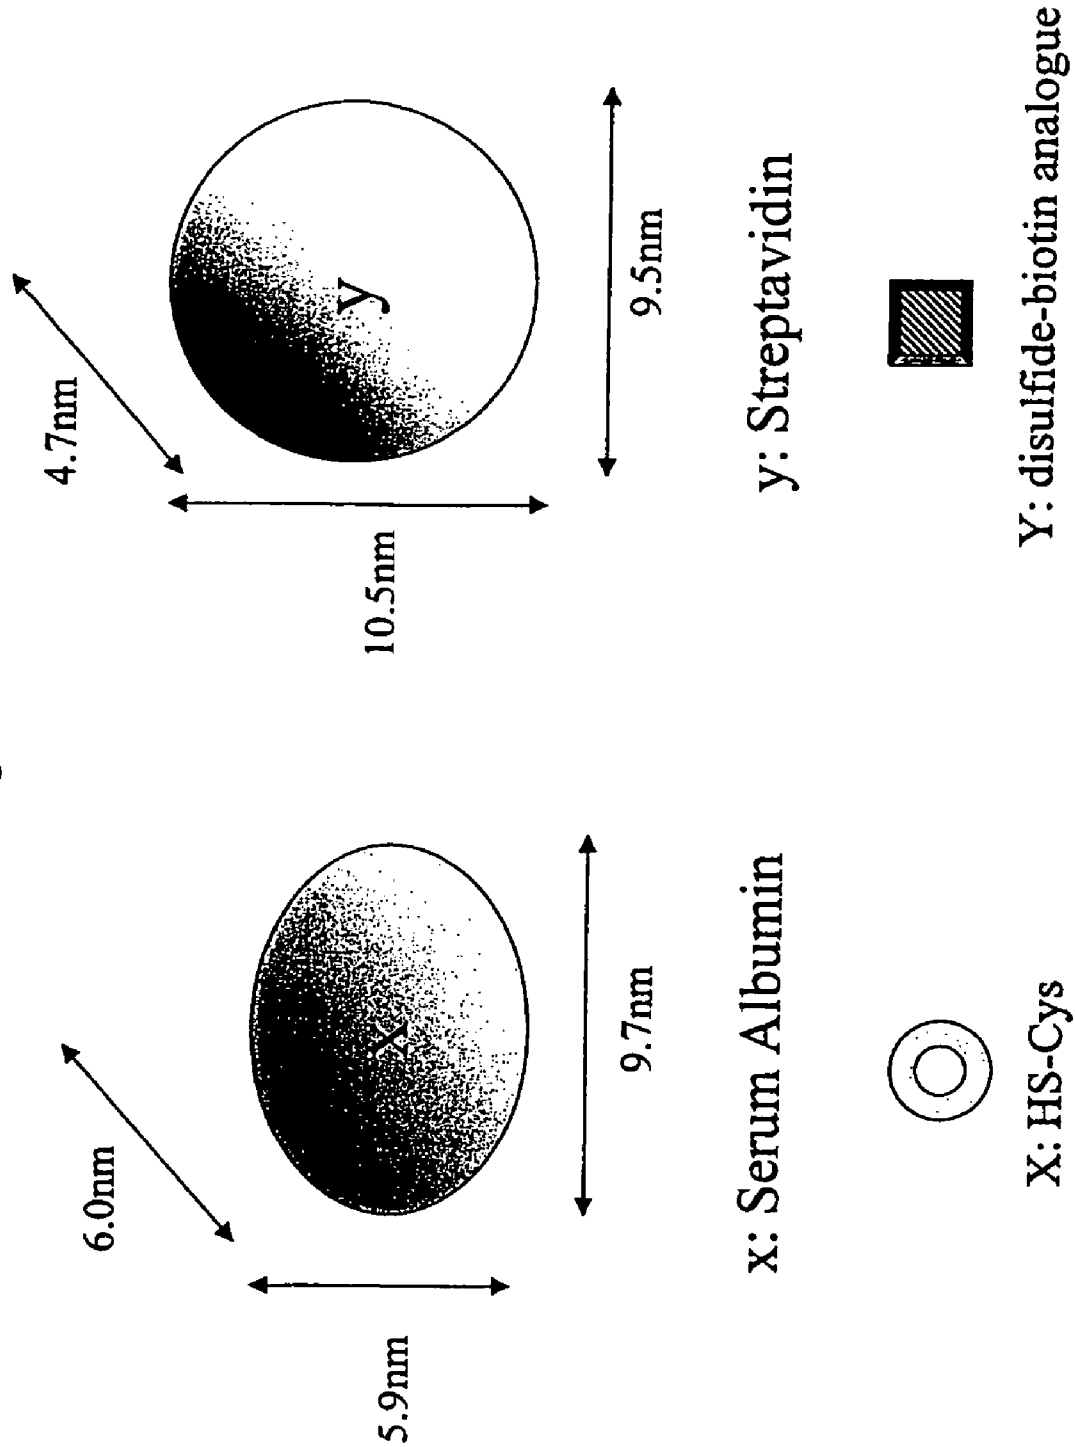 6.0nm
5.9nm
x
9.7nm
x: Serum Albumin
X: HS-Cys
4.7nm
10.5nm
y
9.5nm
y: Streptavidin
Y: disulfide-biotin analogue